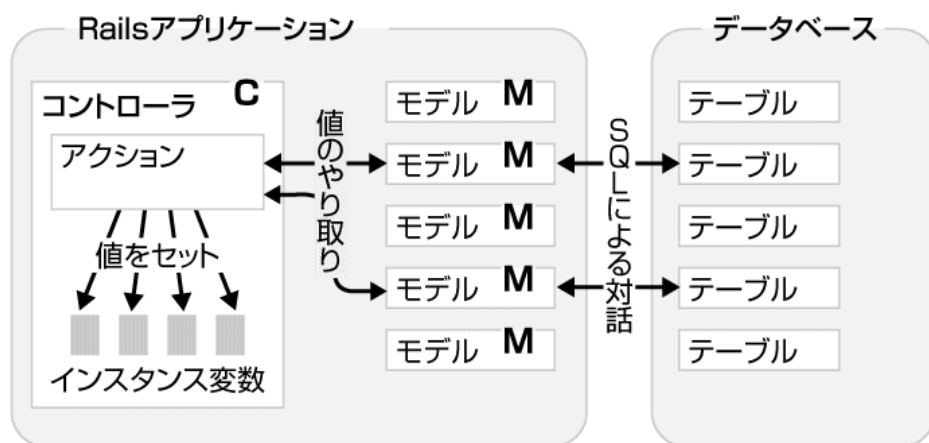 Railsアプリケーション
データベース
コントローラ C
アクション
値をセット
インスタンス変数
値のやり取り
モデル M
モデル M
モデル M
モデル M
モデル M
SQLによる対話
テーブル
テーブル
テーブル
テーブル
テーブル